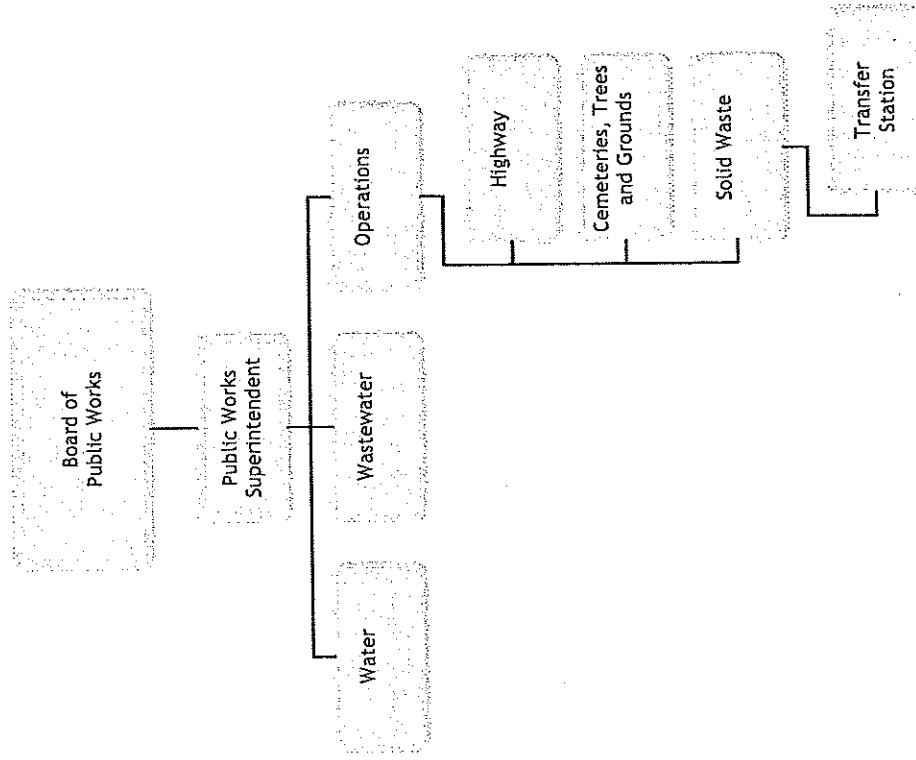 Board of
Public Works
Public Works
Superintendent
Water
Wastewater
Operations
Highway
Cemeteries, Trees
and Grounds
Solid Waste
Transfer
Station